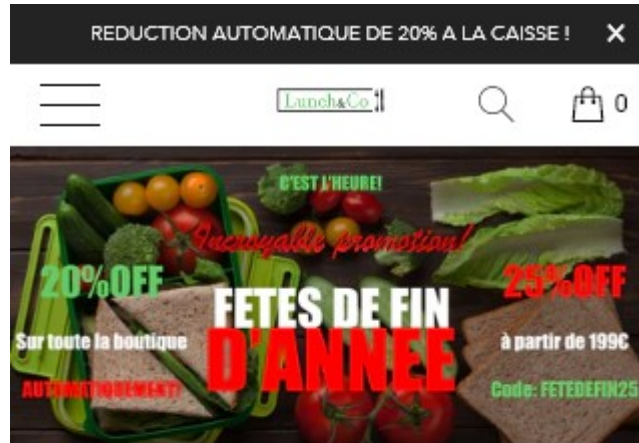 REDUCTION AUTOMATIQUE DE 20% A LA CAISSE !
Lunch&Co
0
C'EST L'HEURE!
Incroyable promotion!
20%OFF
Sur toute la boutique
AUTOMATIQUEMENT!
FETES DE FIN
D'ANNEE
25%OFF
à partir de 199€
Code: FETEDEFIN25